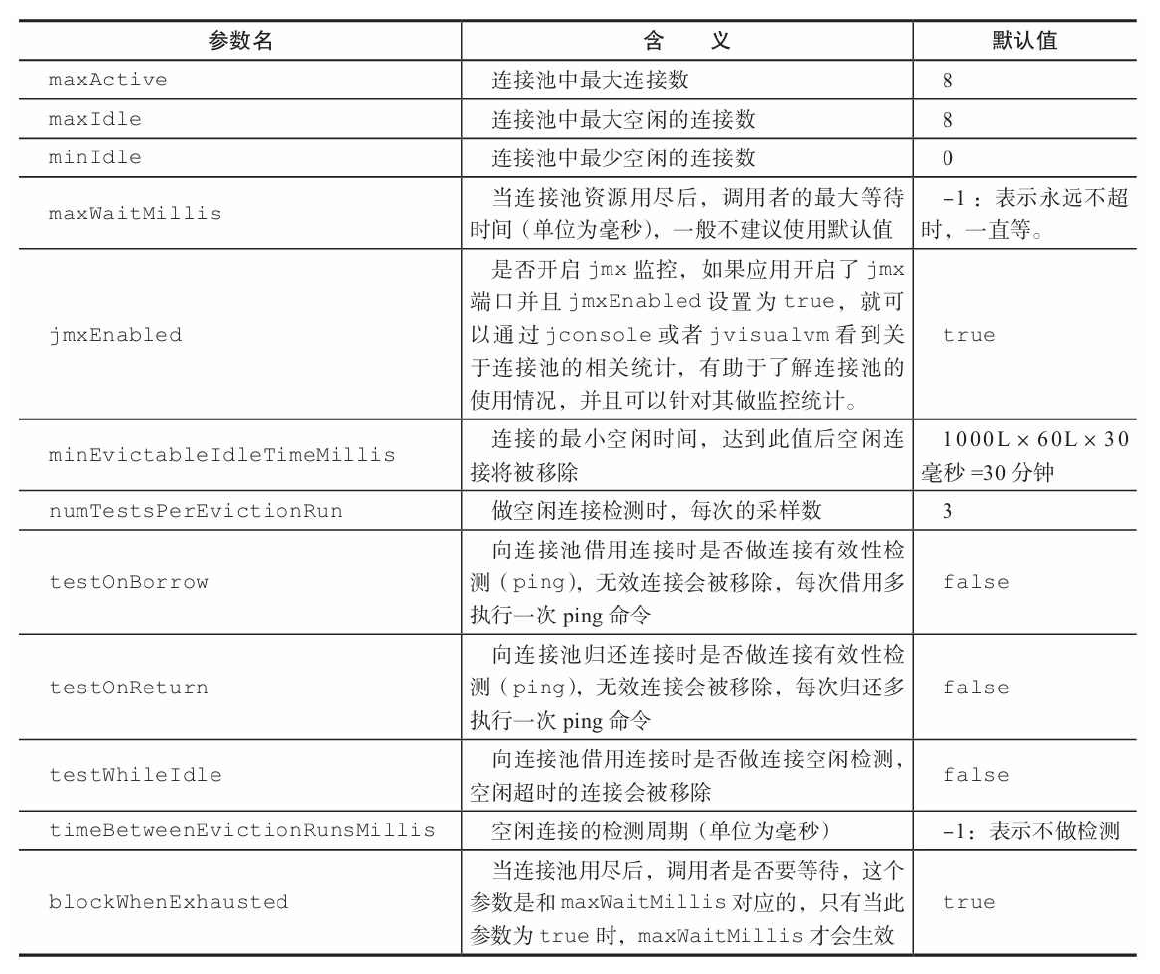 参数名 含 义 默认值
maxActive 连接池中最大连接数 8
maxIdle 连接池中最大空闲的连接数 8
minIdle 连接池中最少空闲的连接数 0
maxWaitMillis
当连接池资源用尽后，调用者的最大等待
时间（单位为毫秒），一般不建议使用默认值
-1：表示永远不超
时，一直等。
jmxEnabled
是否开启 jmx 监控，如果应用开启了 jmx
端口并且 jmxEnabled 设置为 true，就可
以通过 jconsole 或者 jvisualvm 看到关
于连接池的相关统计，有助于了解连接池的
使用情况，并且可以针对其做监控统计。
true
minEvictableIdleTimeMillis
连接的最小空闲时间，达到此值后空闲连
接将被移除
1000L × 60L × 30
毫秒 =30 分钟
numTestsPerEvictionRun 做空闲连接检测时，每次的采样数 3
testOnBorrow
向连接池借用连接时是否做连接有效性检
测（ping），无效连接会被移除，每次借用多
执行一次 ping 命令
false
testOnReturn
向连接池归还连接时是否做连接有效性检
测（ping），无效连接会被移除，每次归还多
执行一次 ping 命令
false
testWhileIdle
向连接池借用连接时是否做连接空闲检测，
空闲超时的连接会被移除
false
timeBetweenEvictionRunsMillis 空闲连接的检测周期（单位为毫秒） -1：表示不做检测
blockWhenExhausted
当连接池用尽后，调用者是否要等待，这个
参数是和 maxWaitMillis 对应的，只有当此
参数为 true 时，maxWaitMillis 才会生效
true